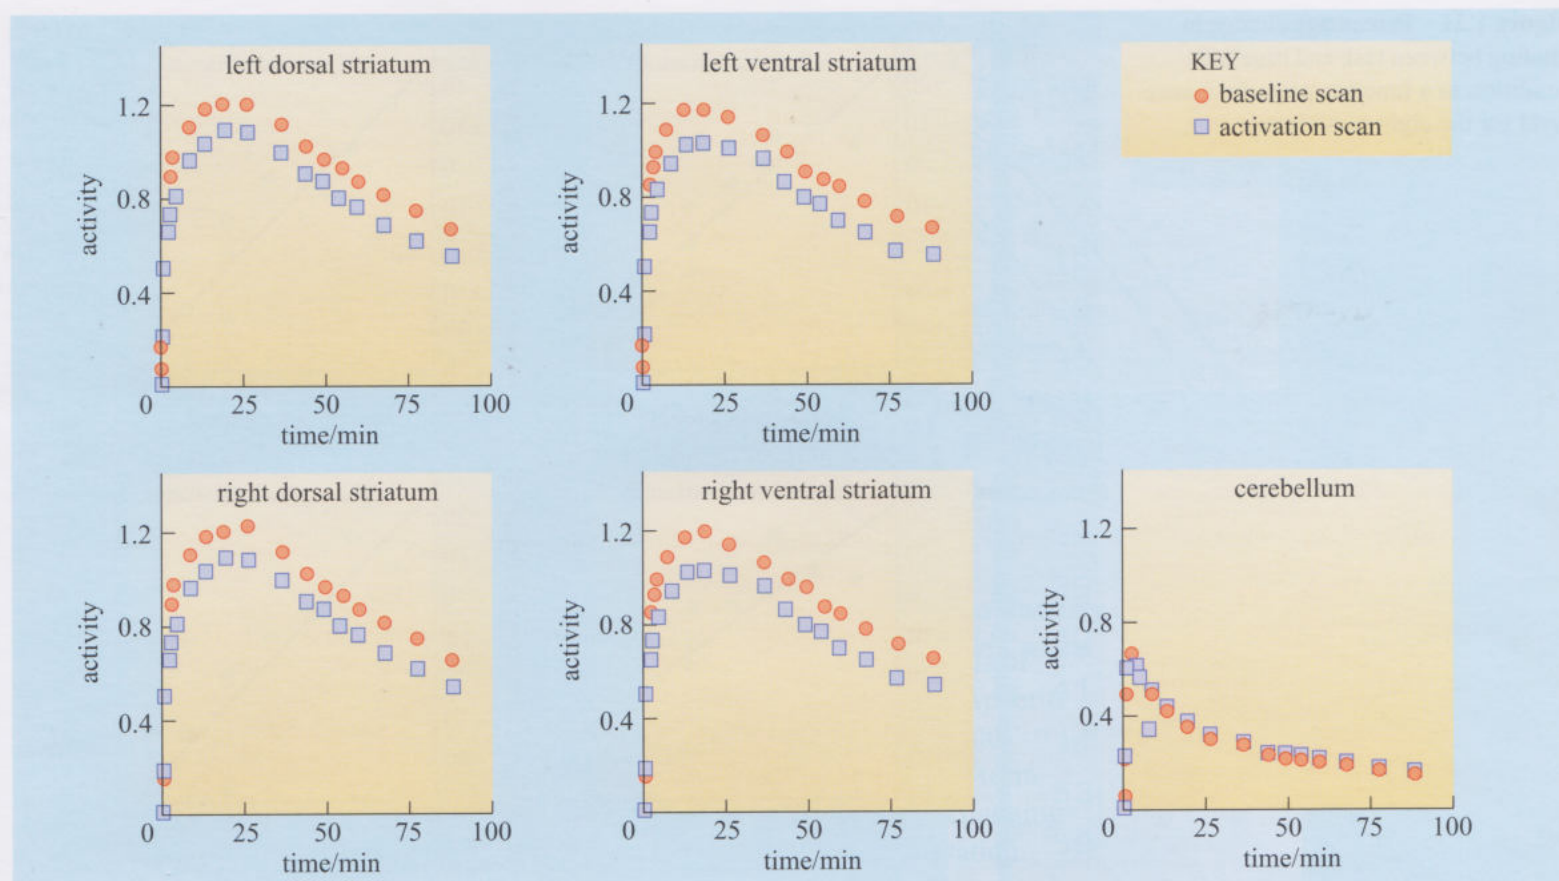 left dorsal striatum
1.2
0.8
0.4
0
25
50
75
100
activity
time/min
left ventral striatum
1.2
0.8
0.4
0
25
50
75
100
activity
time/min
KEY
baseline scan
activation scan
right dorsal striatum
1.2
0.8
0.4
0
25
50
75
100
activity
time/min
right ventral striatum
1.2
0.8
0.4
0
25
50
75
100
activity
time/min
cerebellum
1.2
0.8
0.4
0
25
50
75
100
activity
time/min